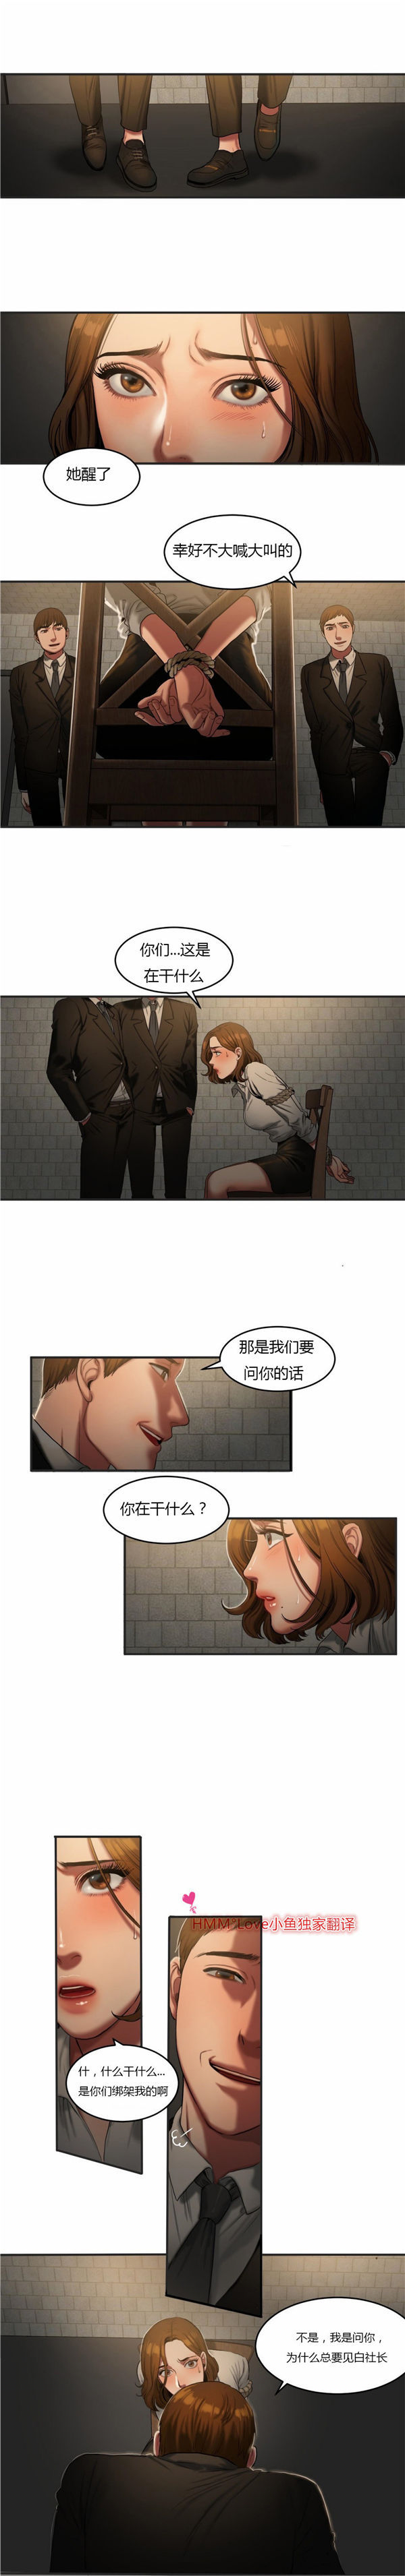 她醒了
幸好不大喊大叫的
你们...这是
在干什么
那是我们要
问你的话
你在干什么？
HMM-Love小鱼独家翻译
什，什么干什么...
是你们绑架我的啊
不是，我是问你，
为什么总要见白社长